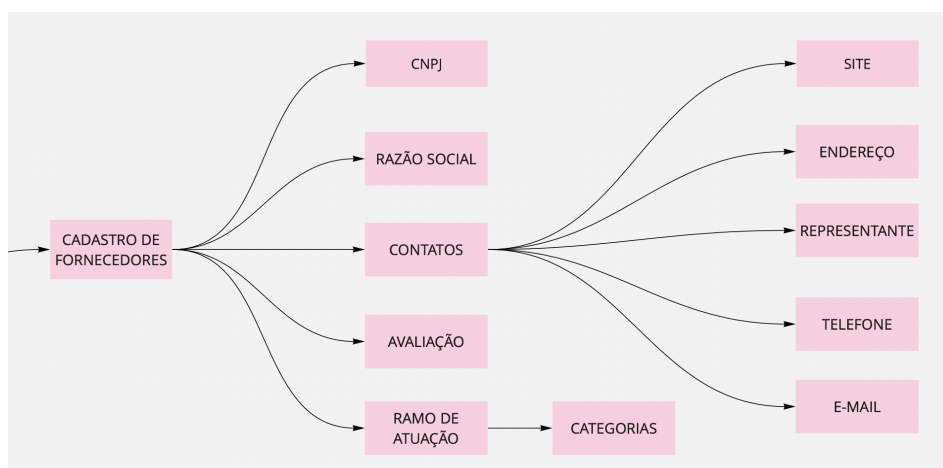 CADASTRO DE
FORNECEDORES
CNPJ
RAZÃO SOCIAL
CONTATOS
AVALIAÇÃO
RAMO DE
ATUAÇÃO
CATEGORIAS
SITE
ENDEREÇO
REPRESENTANTE
TELEFONE
E-MAIL